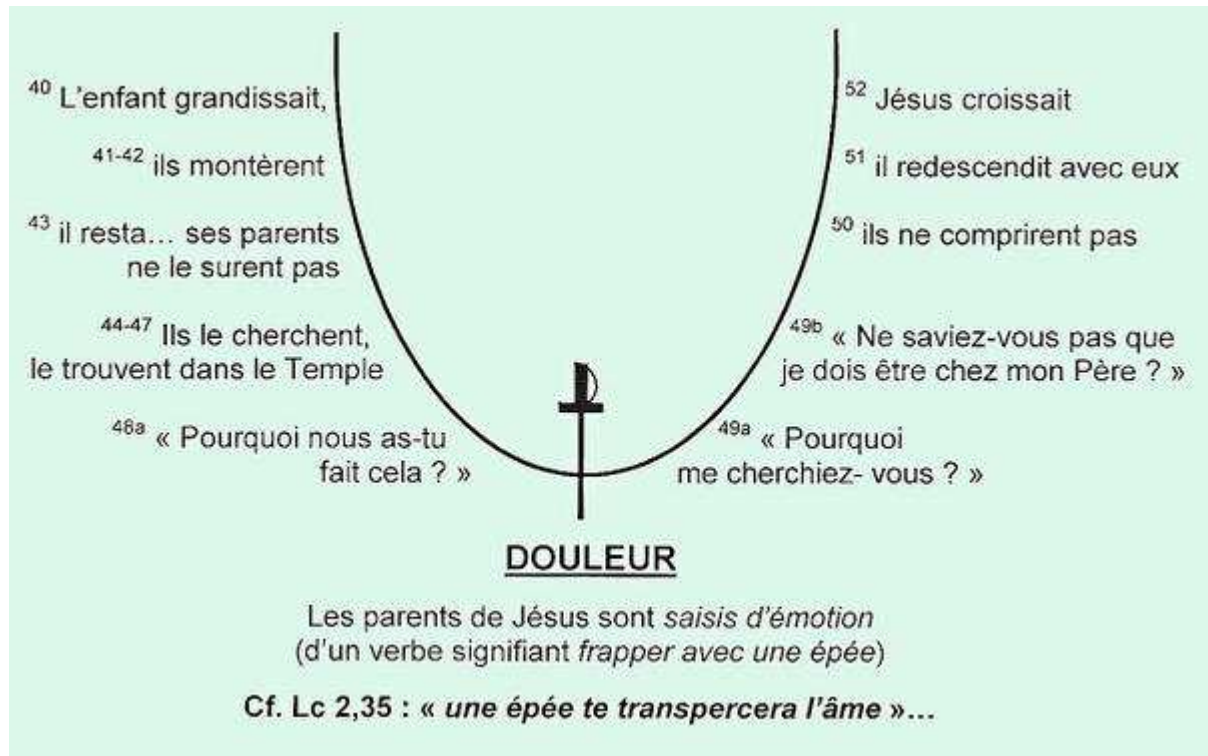 40 L'enfant grandissait,
41-42 ils montèrent
43 il resta... ses parents
ne le surent pas
44-47 Ils le cherchent,
le trouvent dans le Temple
46a « Pourquoi nous as-tu
fait cela ? »
49a « Pourquoi
me cherchiez- vous ? »
49b « Ne saviez-vous pas que
je dois être chez mon Père ? »
50 ils ne comprirent pas
51 il redescendit avec eux
52 Jésus croissait
DOULEUR
Les parents de Jésus sont saisis d'émotion
(d'un verbe signifiant frapper avec une épée)
Cf. Lc 2,35 : « une épée te transpercera l'âme »...